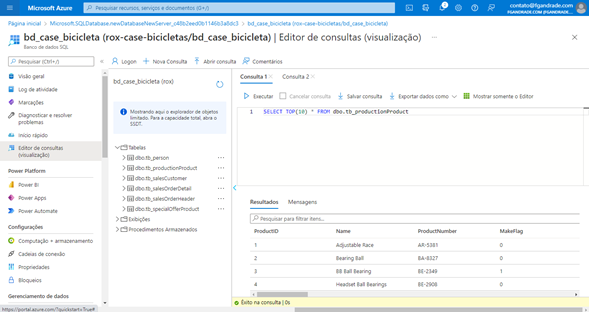 Microsoft Azure
Pesquisar recursos, serviços e documentos (G+/)
contato@figandrade.com...
FIGANDRADE.COM
Página inicial > Microsoft.SQLDatabase.newDatabaseNewServer_c48b2eed0b1146b3a8dc3 > bd_case_bicicleta (rox-case-bicicletas/bd_case_bicicleta)
bd_case_bicicleta (rox-case-bicicletas/bd_case_bicicleta) | Editor de consultas (visualização)
Banco de dados SQL
Pesquisar (Ctrl+/)
Logon
Nova Consulta
Abrir consulta
Comentários
Visão geral
Log de atividade
Marcações
Diagnosticar e resolver
problemas
Início rápido
Editor de consultas
(visualização)
Power Platform
Power BI
Power Apps
Power Automate
Configurações
Computação + armazenamento
Cadeias de conexão
Propriedades
Bloqueios
Gerenciamento de dados
https://portal.azure.com/?quickstart=True#
bd_case_bicicleta (rox)
Mostrando aqui o explorador de objetos
limitado. Para a capacidade total, abra o
SSDT.
Tabelas
dbo.tb_person
dbo.tb_productionProduct
dbo.tb_salesCustomer
dbo.tb_salesOrderDetail
dbo.tb_salesOrderHeader
dbo.tb_specialOfferProduct
Exibições
Procedimentos Armazenados
Consulta 1
Consulta 2
Executar
Cancelar consulta
Salvar consulta
Exportar dados como
Mostrar somente o Editor
1 SELECT TOP(10) * FROM dbo.tb_productionProduct
Resultados
Mensagens
Pesquisar para filtrar itens...
ProductID Name ProductNumber MakeFlag
1 Adjustable Race AR-5381 0
2 Bearing Ball BA-8327 0
3 BB Ball Bearing BE-2349 1
4 Headset Ball Bearings BE-2908 0
Êxito na consulta | 0s